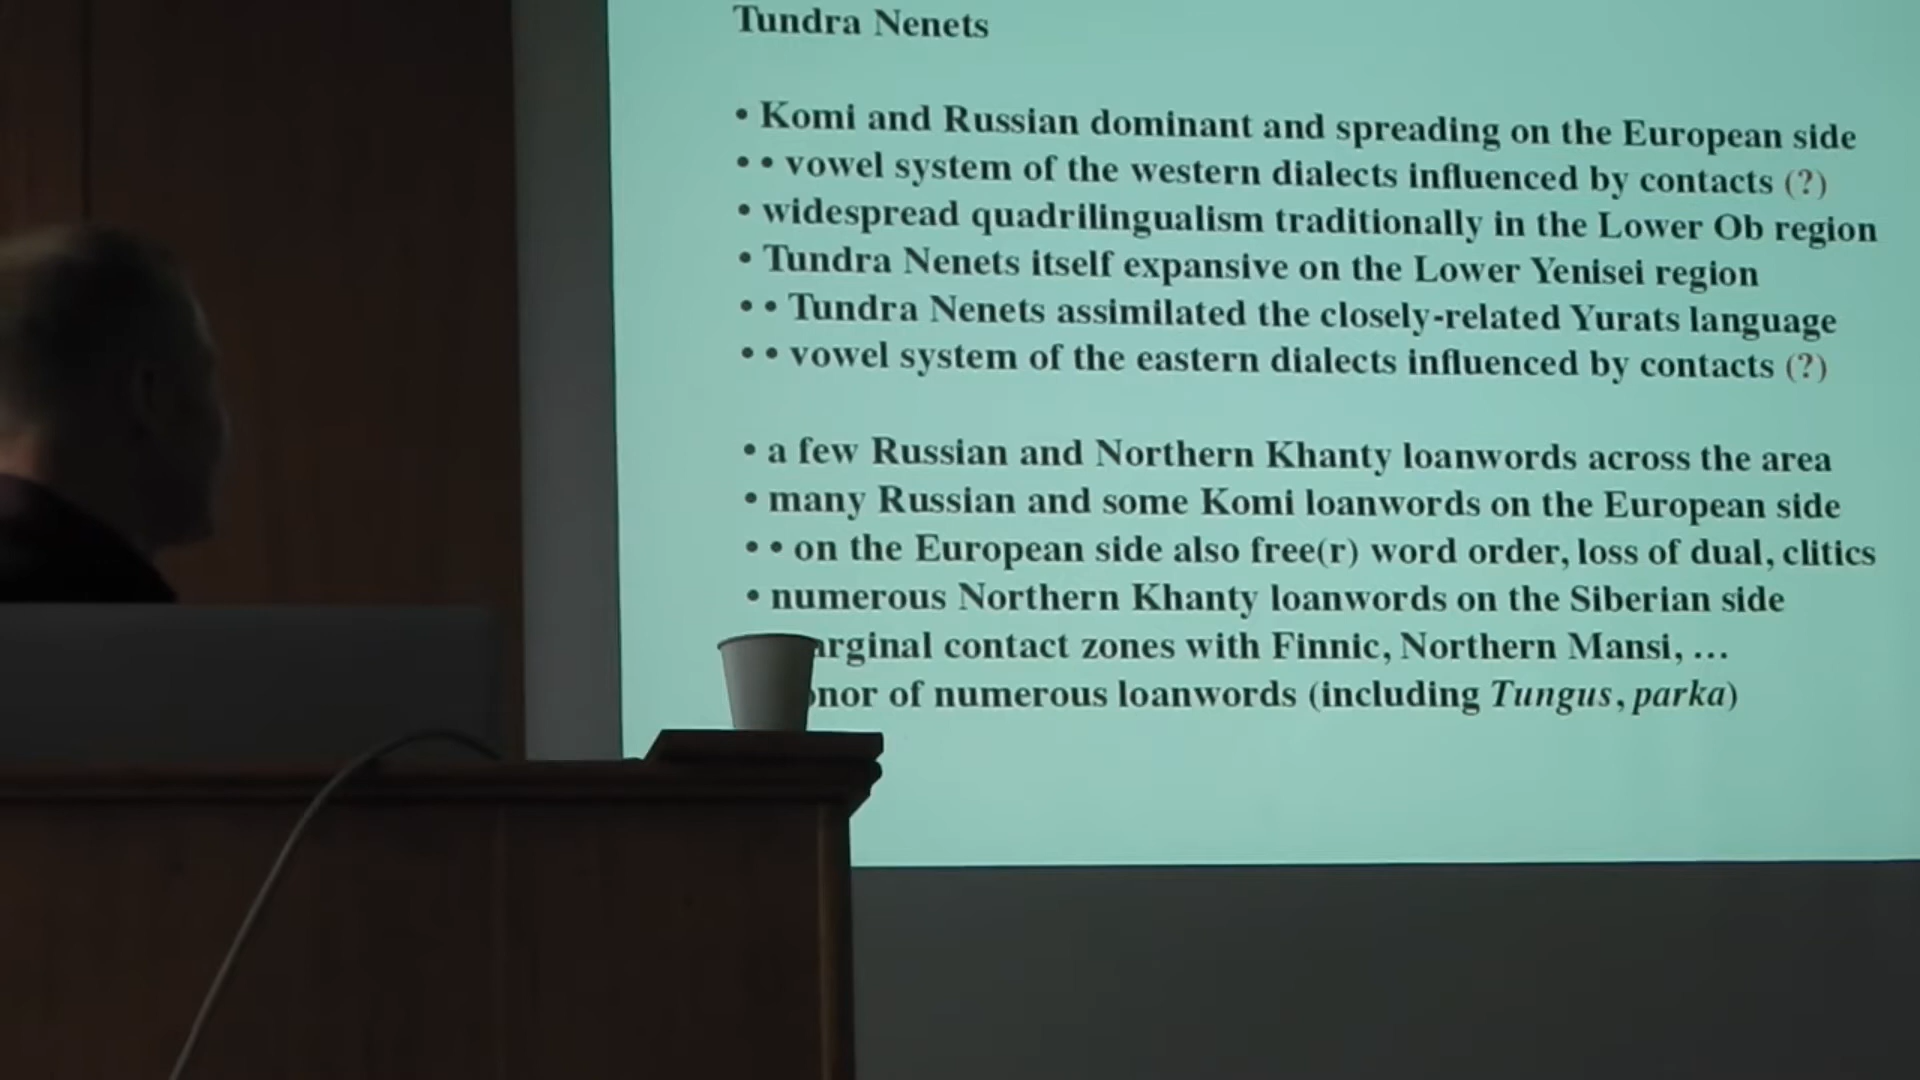 Tundra Nenets
• Komi and Russian dominant and spreading on the European side
• • vowel system of the western dialects influenced by contacts (?)
• widespread quadrilingualism traditionally in the Lower Ob region
• Tundra Nenets itself expansive on the Lower Yenisei region
• • Tundra Nenets assimilated the closely-related Yurats language
• • vowel system of the eastern dialects influenced by contacts (?)
• a few Russian and Northern Khanty loanwords across the area
• many Russian and some Komi loanwords on the European side
• • on the European side also free(r) word order, loss of dual, clitics
• numerous Northern Khanty loanwords on the Siberian side
contact zones with Finnic, Northern Mansi, …
of numerous loanwords (including Tungus, parka)